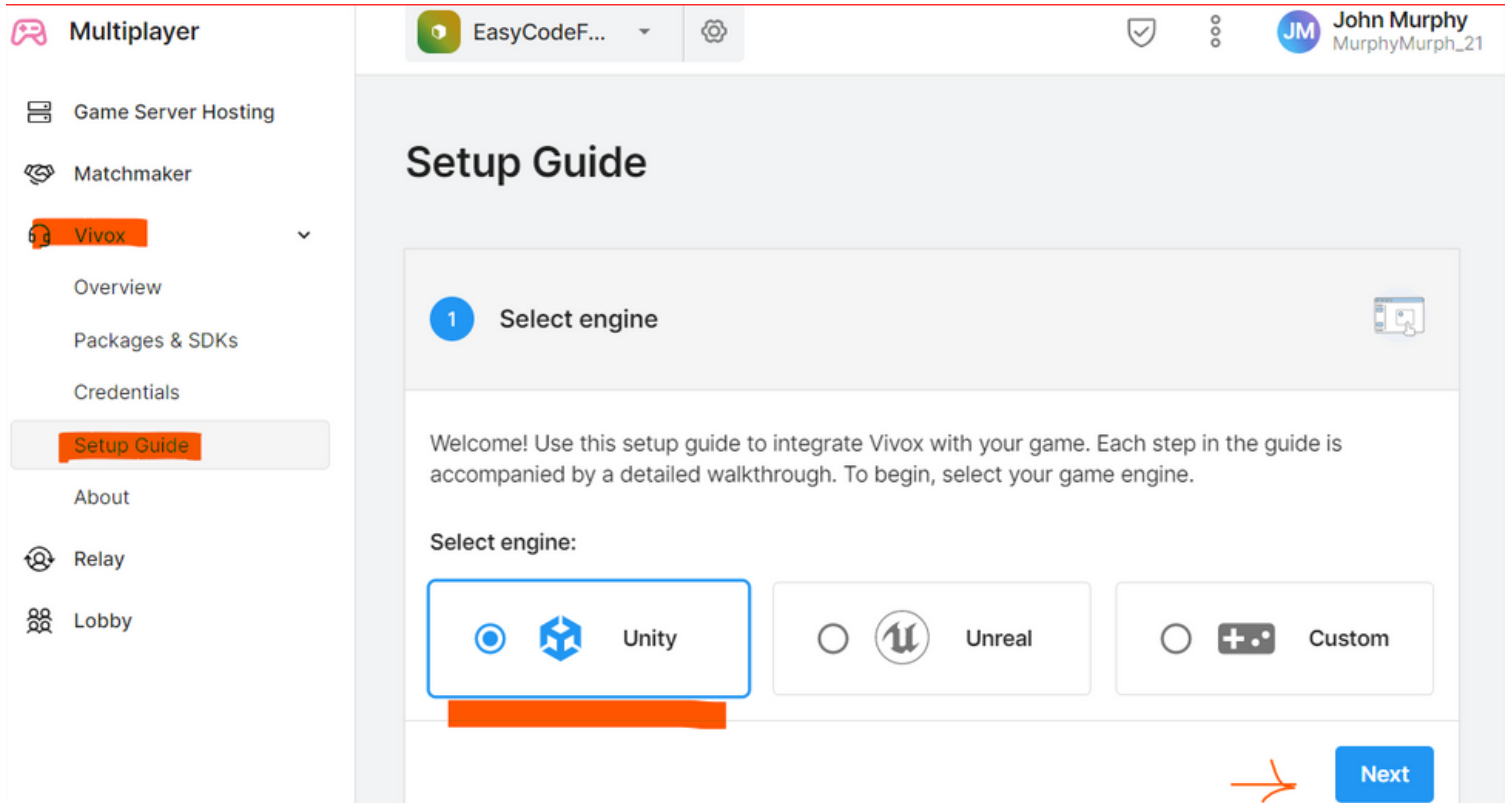 Multiplayer
EasyCodeF...
JM
John Murphy
MurphyMurph_21
Game Server Hosting
Matchmaker
Vivox
Overview
Packages & SDKs
Credentials
Setup Guide
About
Relay
Lobby
Setup Guide
1 Select engine
Welcome! Use this setup guide to integrate Vivox with your game. Each step in the guide is
accompanied by a detailed walkthrough. To begin, select your game engine.
Select engine:
Unity
Unreal
Custom
Next